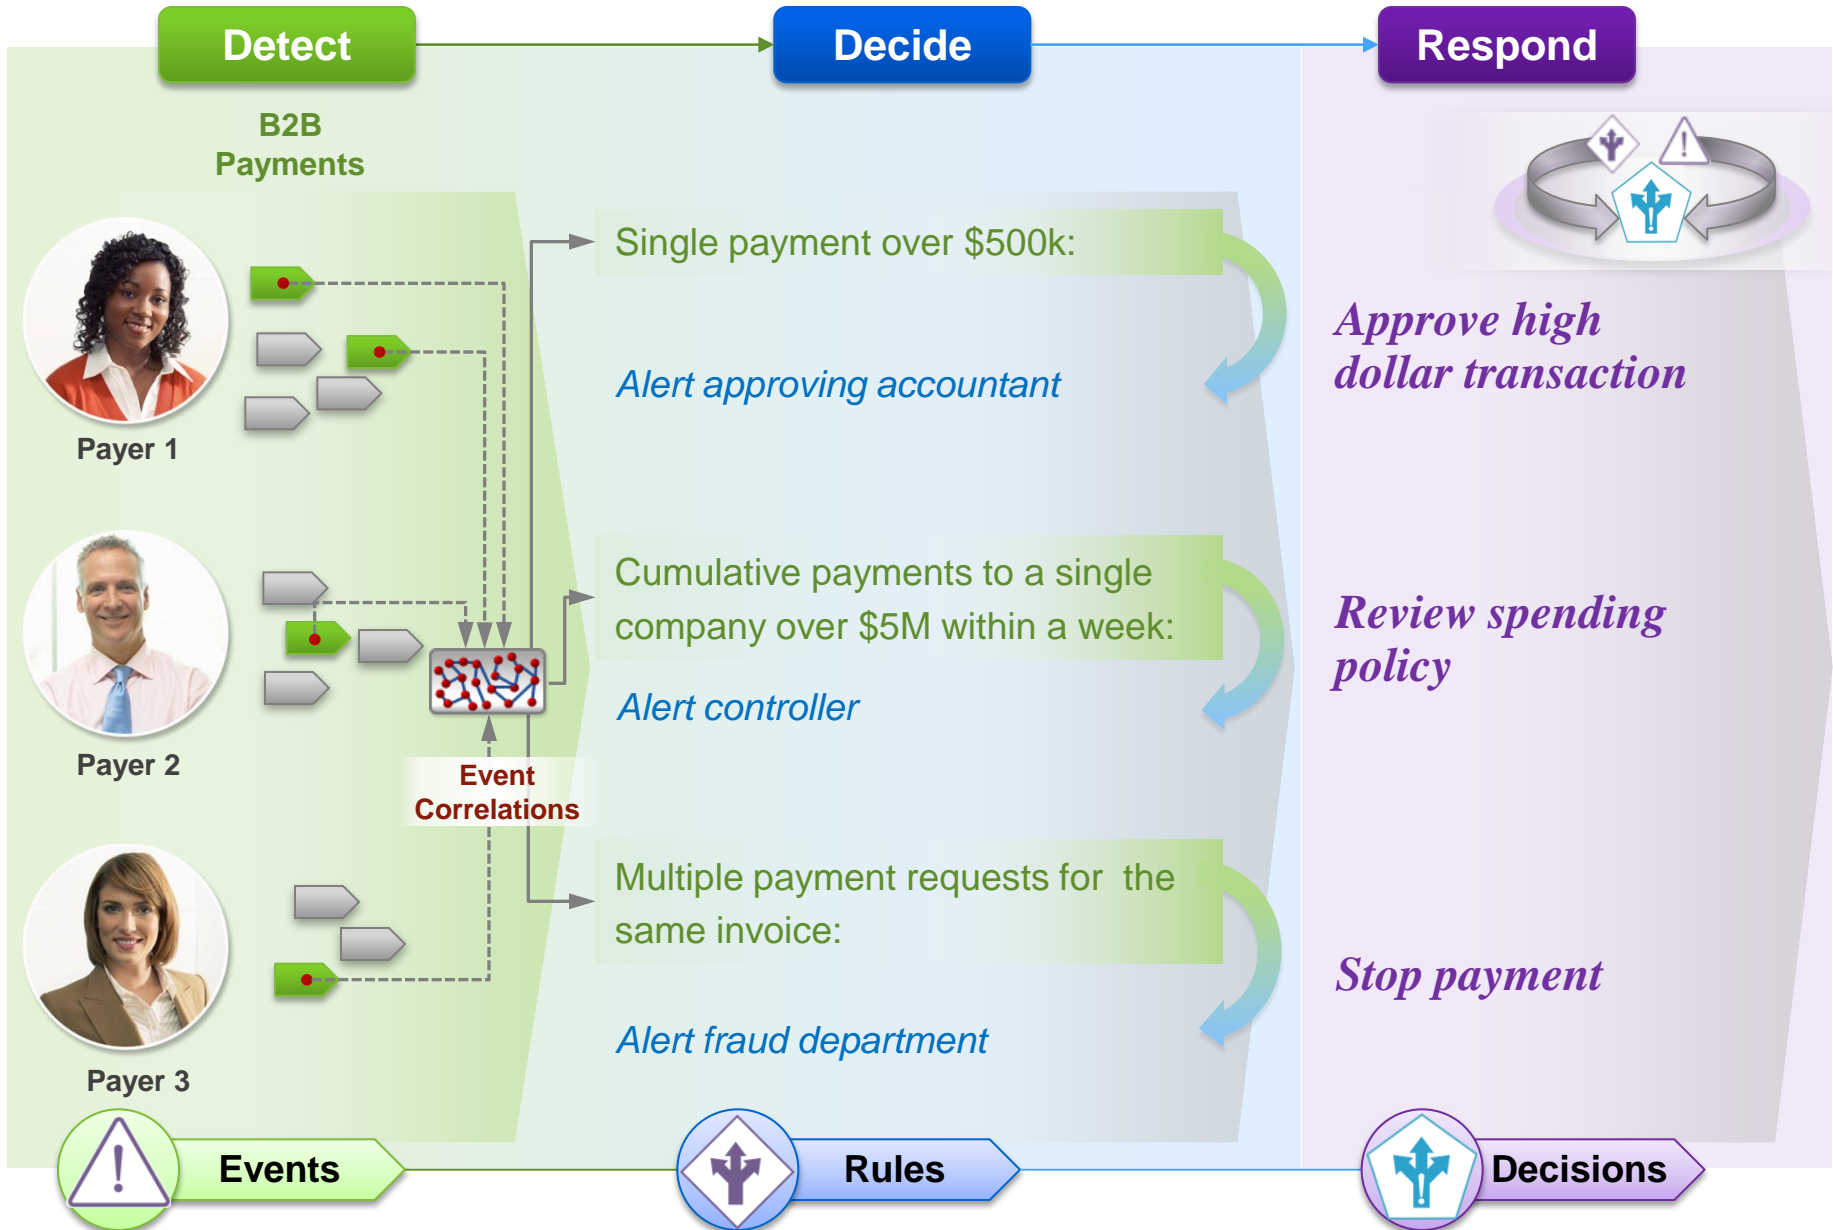 Detect
Decide
Respond
B2B
Payments
Single payment over $500k:
Alert approving accountant
Approve high
dollar transaction
Payer 1
Cumulative payments to a single
company over $5M within a week:
Alert controller
Review spending
policy
Payer 2
Event
Correlations
Multiple payment requests for  the
same invoice:
Alert fraud department
Stop payment
Payer 3
Events
Rules
Decisions